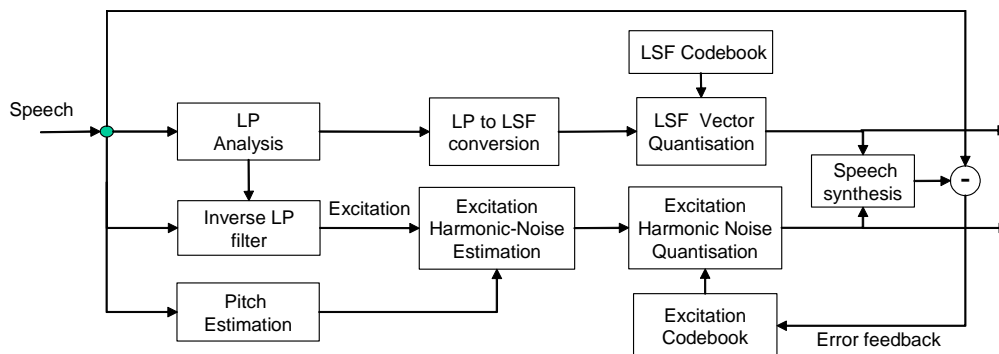 LSF Codebook
Speech
LP
Analysis
LP to LSF
conversion
LSF Vector
Quantisation
Speech
synthesis
-
Inverse LP
filter
Excitation
Excitation
Harmonic-Noise
Estimation
Excitation
Harmonic Noise
Quantisation
Pitch
Estimation
Excitation
Codebook
Error feedback